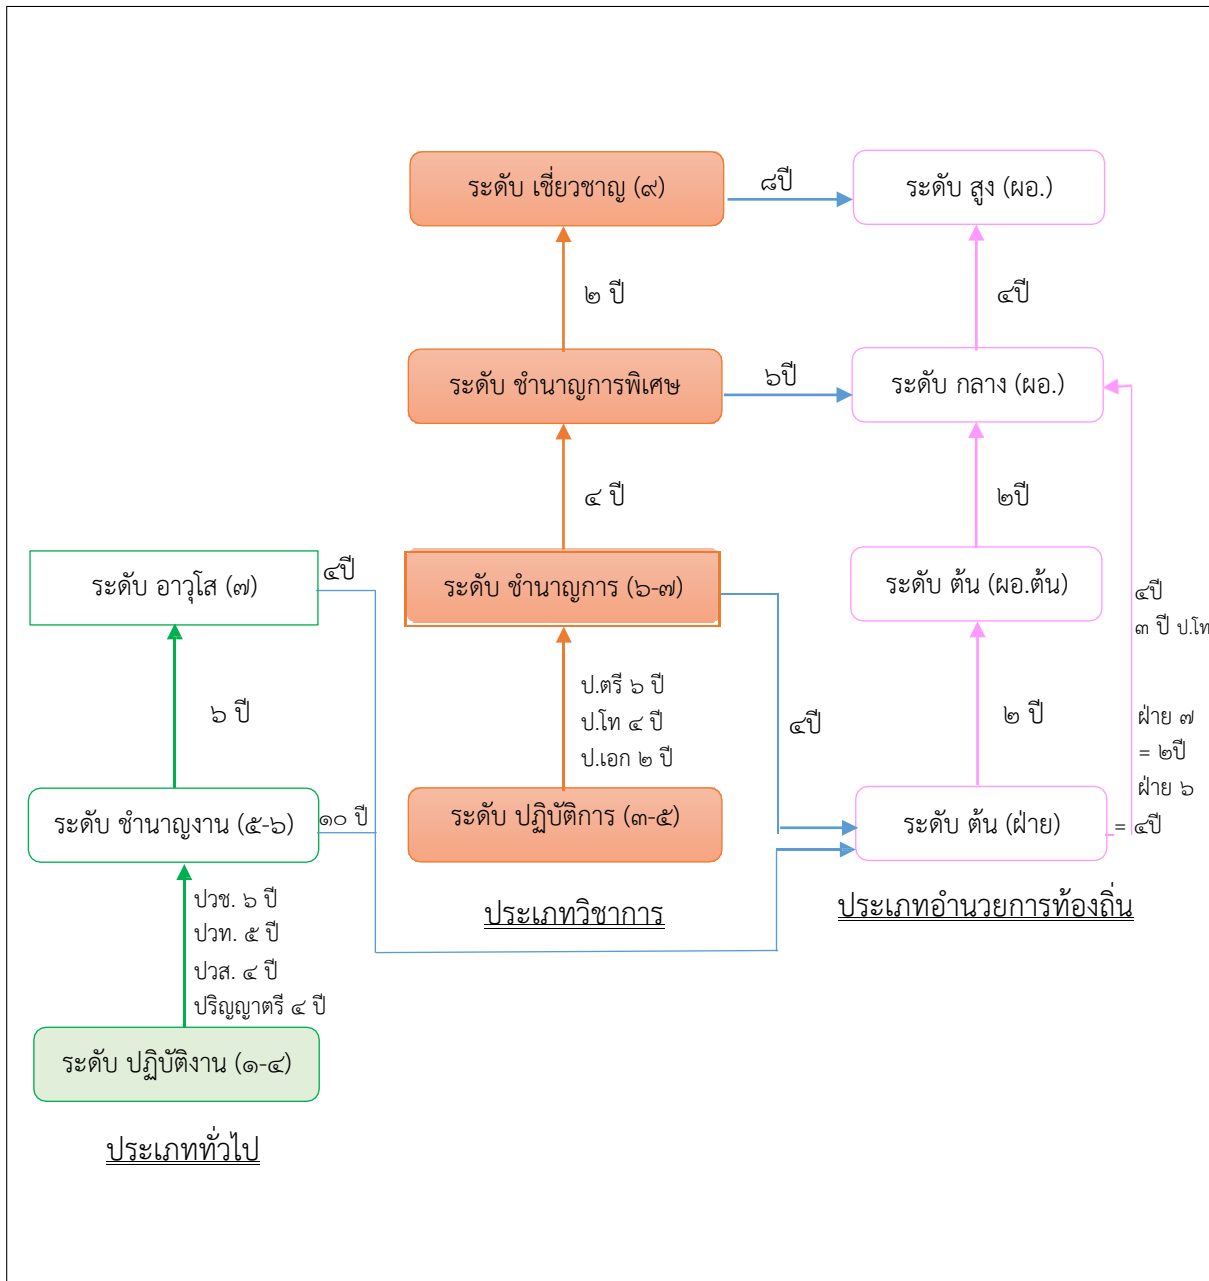 ระดับ เชี่ยวชาญ (๙)
๘ปี
ระดับ สูง (ผอ.)
๒ ปี
๔ปี
ระดับ ชำนาญการพิเศษ
๖ปี
ระดับ กลาง (ผอ.)
๔ ปี
๒ปี
ระดับ อาวุโส (๗)
๔ปี
ระดับ ชำนาญการ (๖-๗)
ระดับ ต้น (ผอ.ต้น)
๔ปี
๓ ปี ป.โท
๖ ปี
ป.ตรี ๖ ปี
ป.โท ๔ ปี
ป.เอก ๒ ปี
๔ปี
๒ ปี
ฝ่าย ๗
= ๒ปี
ฝ่าย ๖
= ๔ปี
ระดับ ชำนาญงาน (๕-๖)
๑๐ ปี
ระดับ ปฏิบัติการ (๓-๕)
ระดับ ต้น (ฝ่าย)
ปวช. ๖ ปี
ปวท. ๕ ปี
ปวส. ๔ ปี
ปริญญาตรี ๔ ปี
ประเภทวิชาการ
ประเภทอำนวยการท้องถิ่น
ระดับ ปฏิบัติงาน (๑-๔)
ประเภททั่วไป